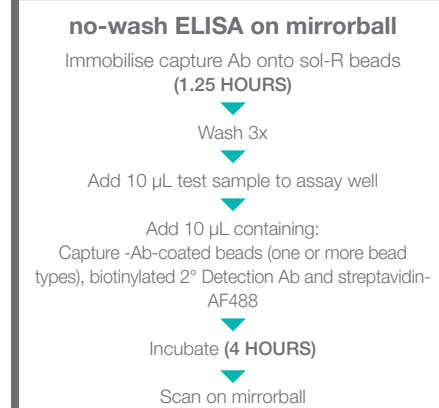 no-wash ELISA on mirrorball
Immobilise capture Ab onto sol-R beads
(1.25 HOURS)
Wash 3x
Add 10 µL test sample to assay well
Add 10 µL containing:
Capture -Ab-coated beads (one or more bead
types), biotinylated 2° Detection Ab and streptavidin-
AF488
Incubate (4 HOURS)
Scan on mirrorball